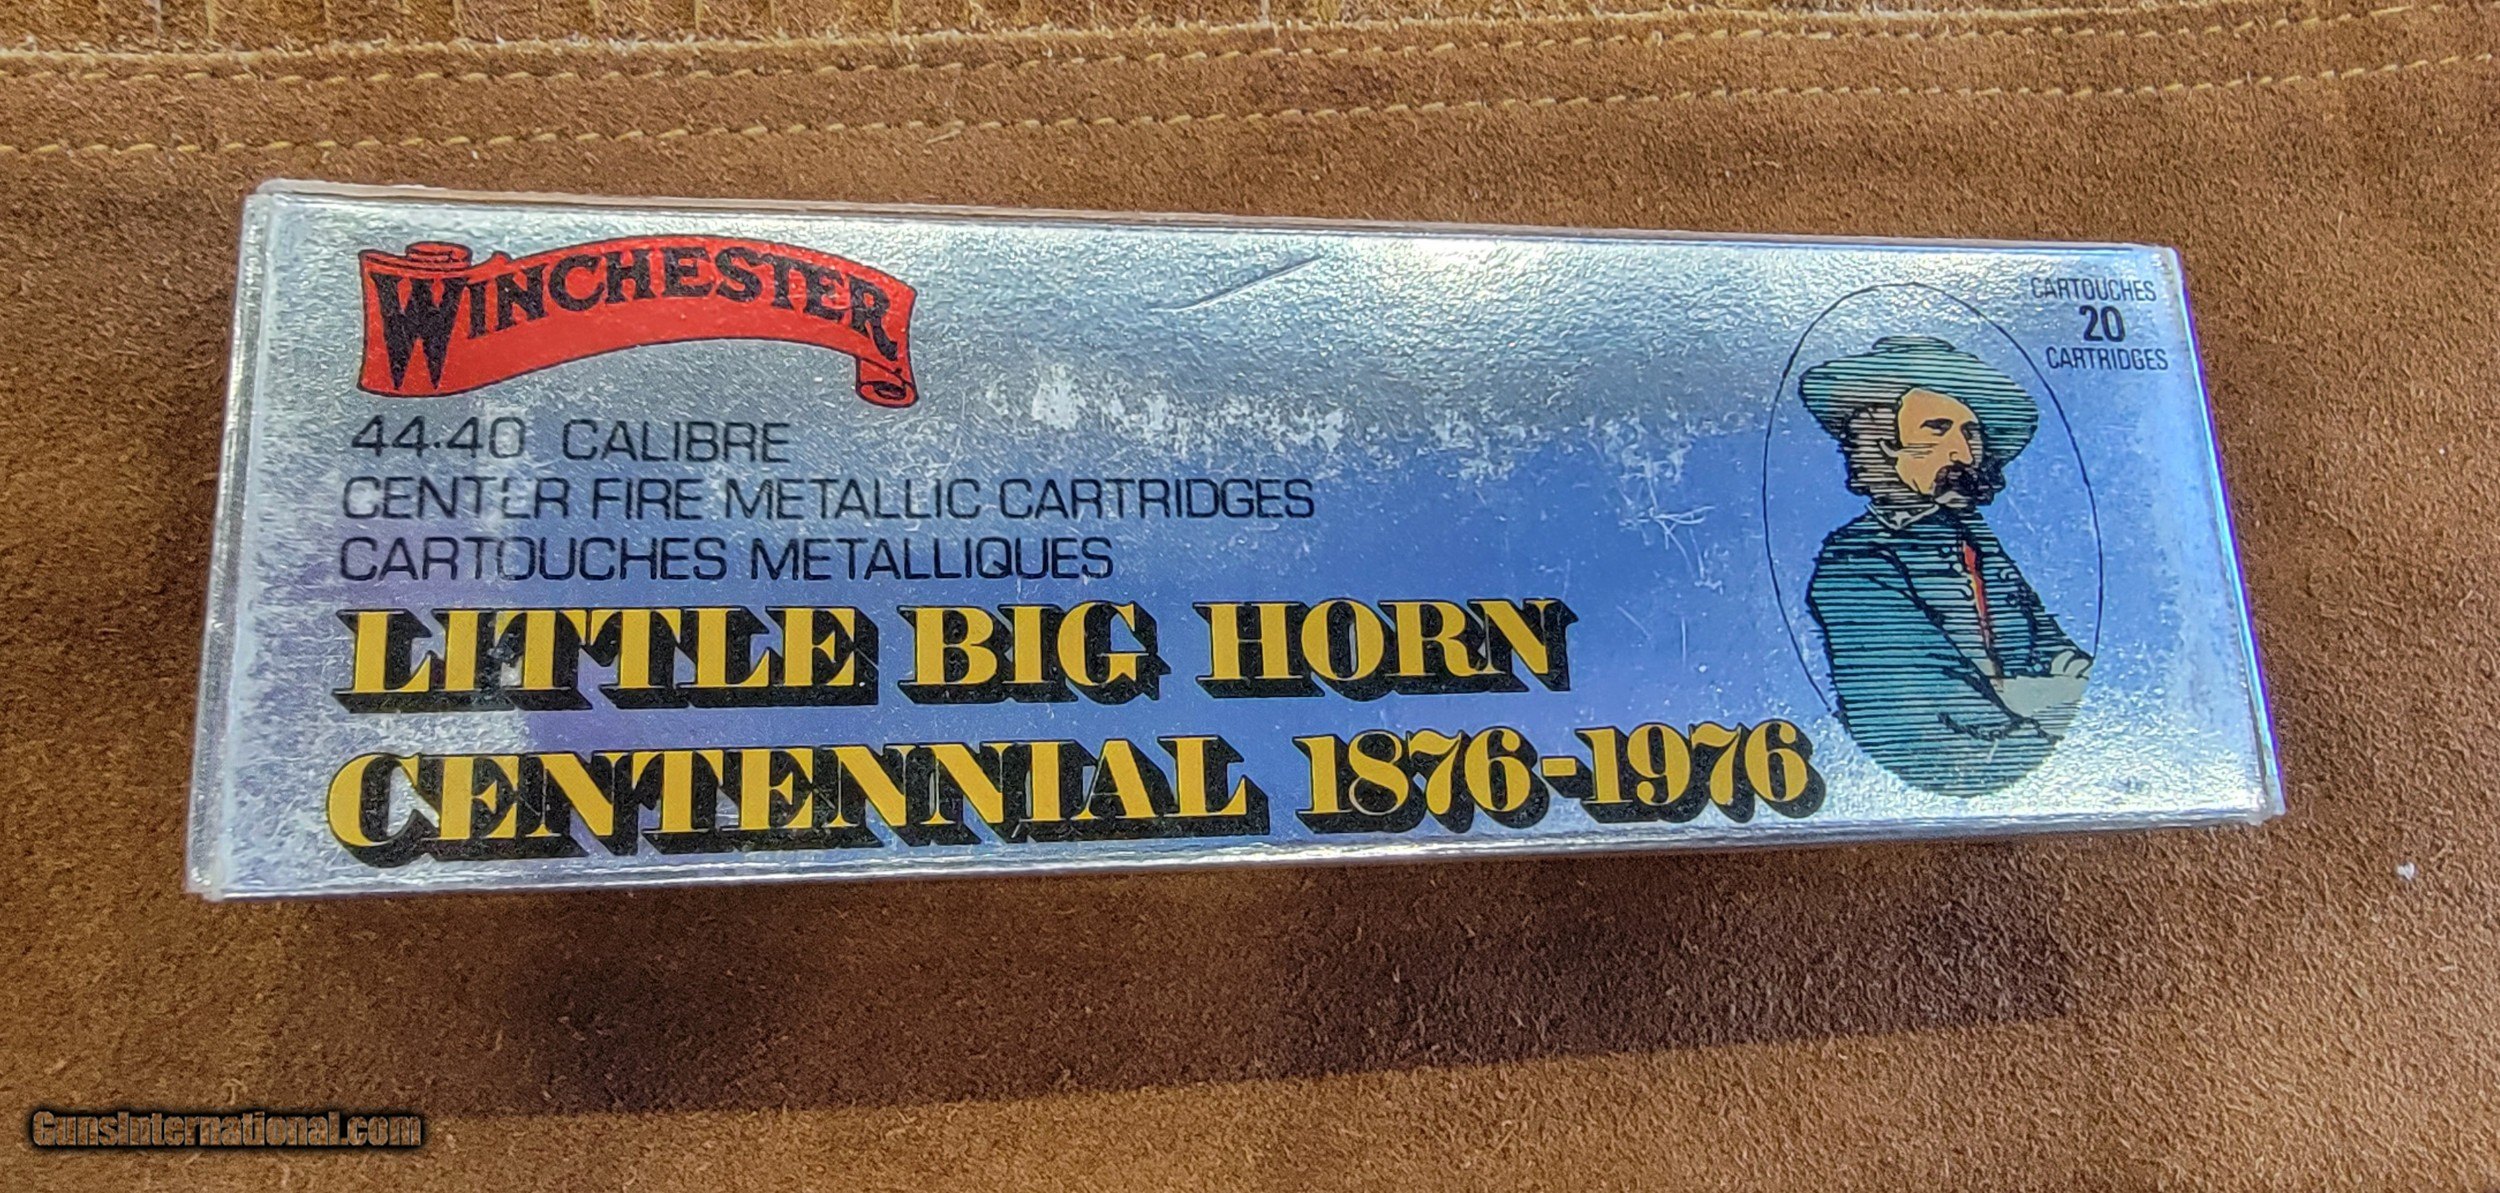 WINCHESTER
44·40 CALIBRE
CENTER FIRE METALLIC CARTRIDGES
CARTOUCHES METALLIQUES
LITTLE BIG HORN
CENTENNIAL 1876-1976
CARTOUCHES
20
CARTRIDGES
GunsInternational.com